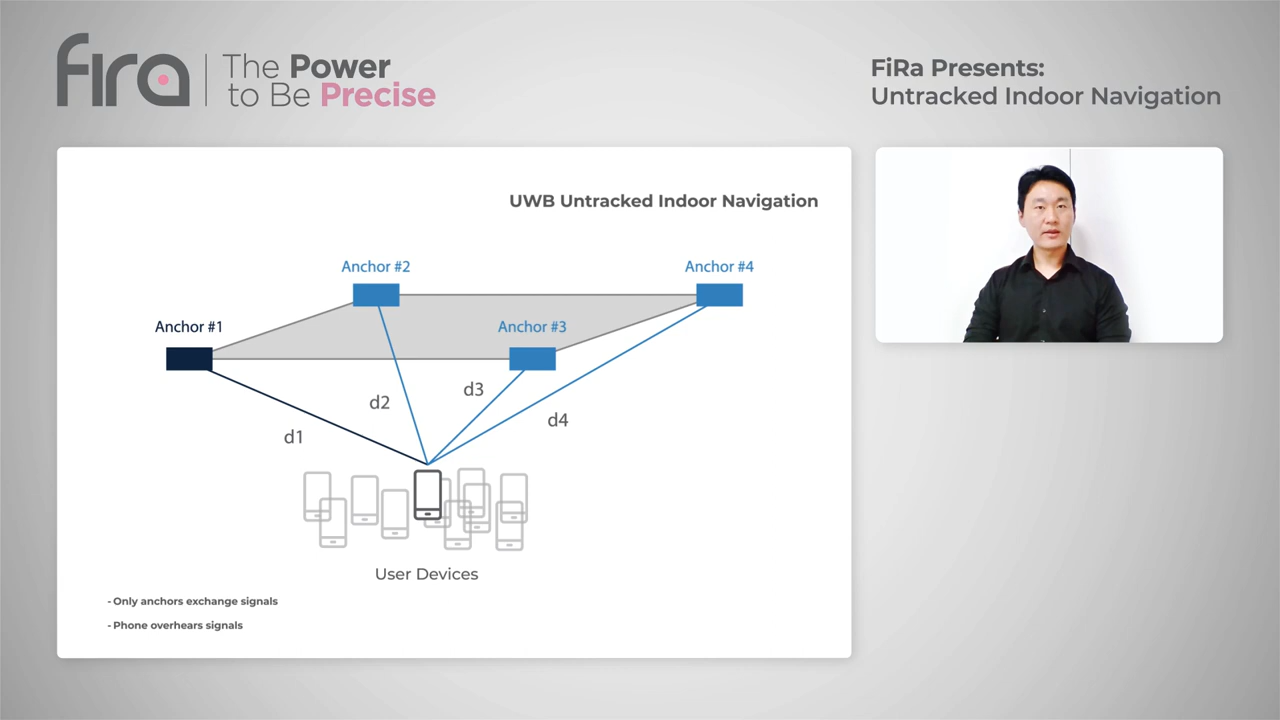 fira
The Power
to Be Precise
FiRa Presents:
Untracked Indoor Navigation
UWB Untracked Indoor Navigation
Anchor #2
Anchor #4
Anchor #1
Anchor #3
d3
d2
d4
d1
User Devices
- Only anchors exchange signals
- Phone overhears signals